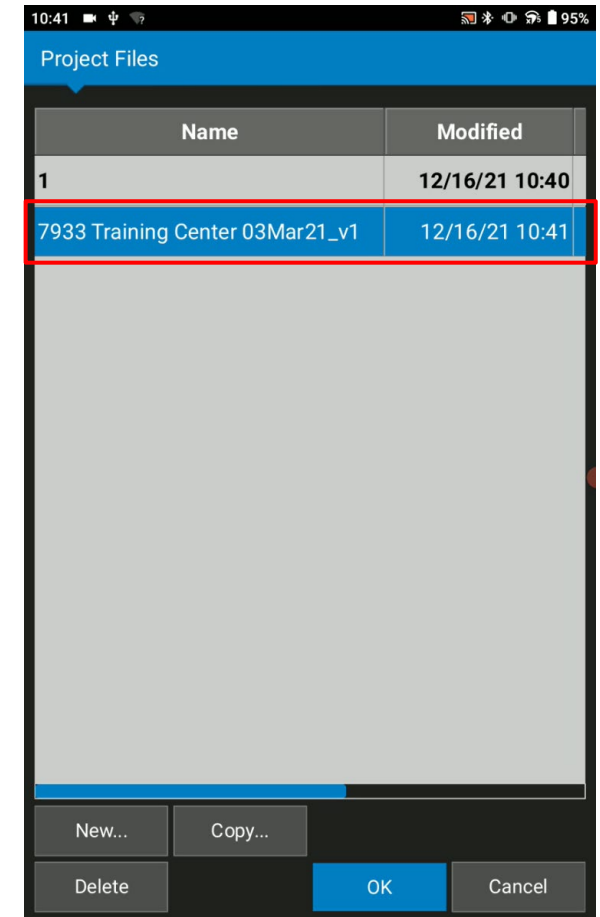 10:41 95%
Project Files
Name Modified
1 12/16/21 10:40
7933 Training Center 03Mar21_v1 12/16/21 10:41
New... Copy...
Delete OK Cancel